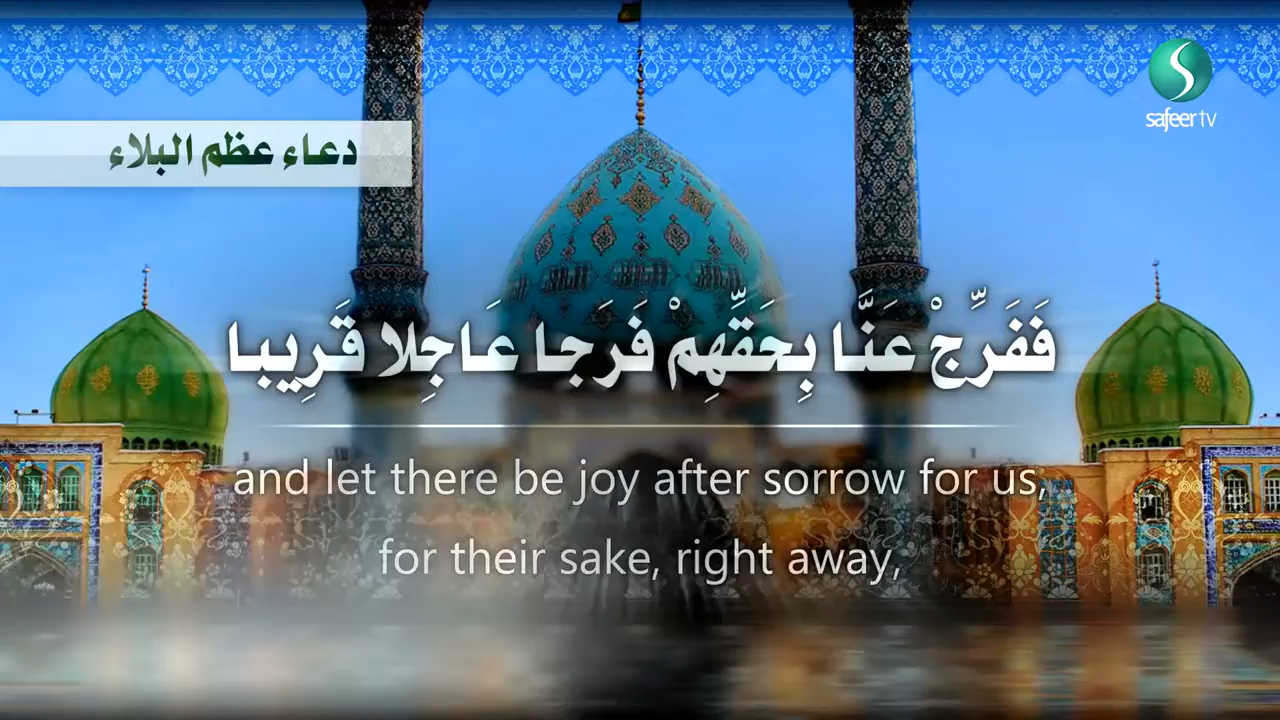 safeer tv
دعاء عظم البلاء
فَفَرِّجْ عَنَّا بِحَقِّهِمْ فَرَجا عَاجِلا قَرِيبا
and let there be joy after sorrow for us,
for their sake, right away,